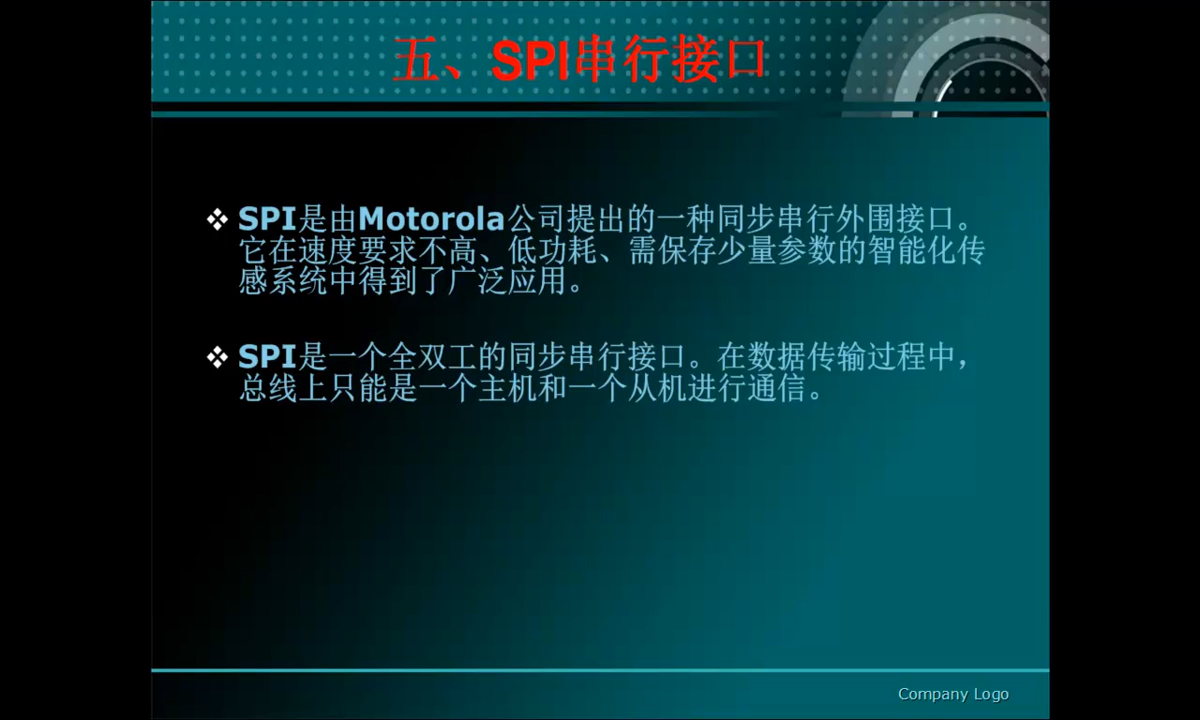 五、SPI串行接口
SPI是由Motorola公司提出的一种同步串行外围接口。
它在速度要求不高、低功耗、需保存少量参数的智能化传
感系统中得到了广泛应用。
SPI是一个全双工的同步串行接口。在数据传输过程中，
总线上只能是一个主机和一个从机进行通信。
Company Logo